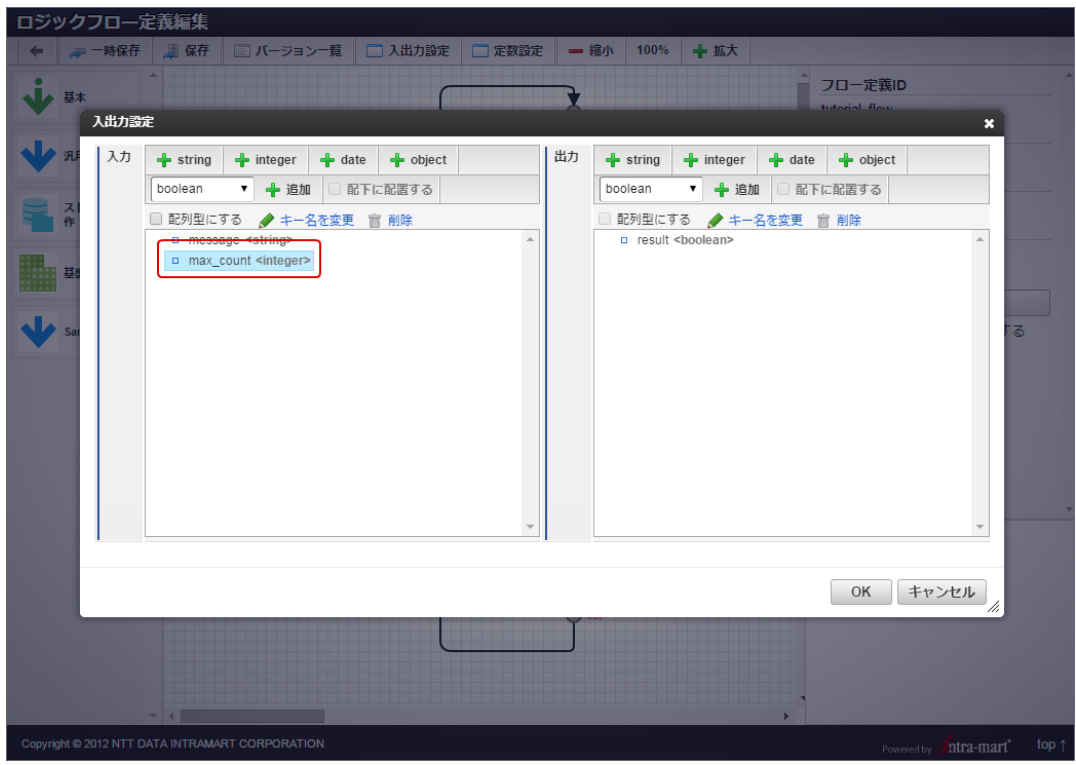 ロジックフロー定義編集
一時保存 保存 バージョン一覧 入出力設定 定数設定 縮小 100% 拡大
基本
フロー定義ID
tutorial_flow
入出力設定
入力 string integer date object
出力 string integer date object
boolean 追加 配下に配置する
boolean 追加 配下に配置する
配列型にする キー名を変更 削除
配列型にする キー名を変更 削除
message <string>
result <boolean>
max_count <integer>
する
OK キャンセル
Copyright © 2012 NTT DATA INTRAMART CORPORATION
Powered by intra-mart
top ↑